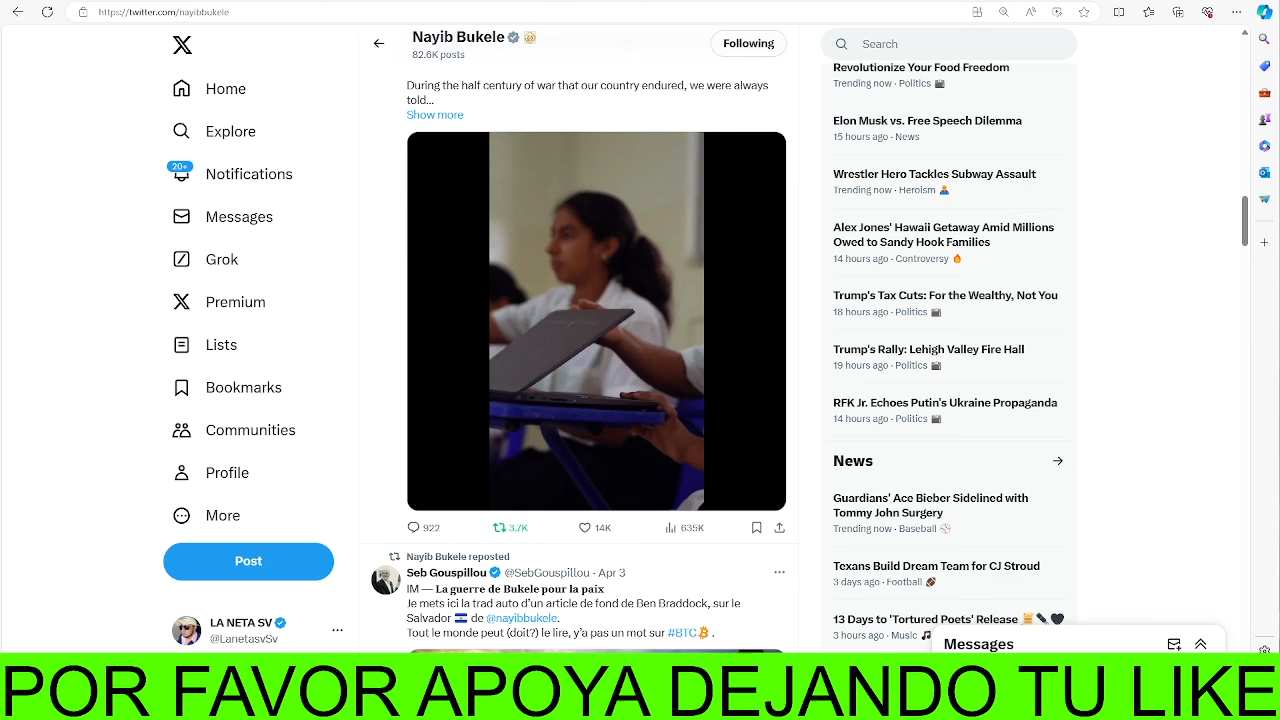 https://twitter.com/nayibbukele
Nayib Bukele
82.6K posts
Following
Search
Home
Explore
20+
Notifications
Messages
Grok
Premium
Lists
Bookmarks
Communities
Profile
More
Post
LA NETA SV
@LanetasvSv
During the half century of war that our country endured, we were always
told...
Show more
922
3.7K
14K
635K
Nayib Bukele reposted
Seb Gouspillou @SebGouspillou · Apr 3
IM — La guerre de Bukele pour la paix
Je mets ici la trad auto d'un article de fond de Ben Braddock, sur le
Salvador de @nayibbukele.
Tout le monde peut (doit?) le lire, y'a pas un mot sur #BTC .
Revolutionize Your Food Freedom
Trending now · Politics
Elon Musk vs. Free Speech Dilemma
15 hours ago · News
Wrestler Hero Tackles Subway Assault
Trending now · Heroism
Alex Jones' Hawaii Getaway Amid Millions
Owed to Sandy Hook Families
14 hours ago · Controversy
Trump's Tax Cuts: For the Wealthy, Not You
18 hours ago · Politics
Trump's Rally: Lehigh Valley Fire Hall
19 hours ago · Politics
RFK Jr. Echoes Putin's Ukraine Propaganda
14 hours ago · Politics
News
Guardians' Ace Bieber Sidelined with
Tommy John Surgery
Trending now · Baseball
Texans Build Dream Team for CJ Stroud
3 days ago · Football
13 Days to 'Tortured Poets' Release
3 hours ago · Music
Messages
POR FAVOR APOYA DEJANDO TU LIKE